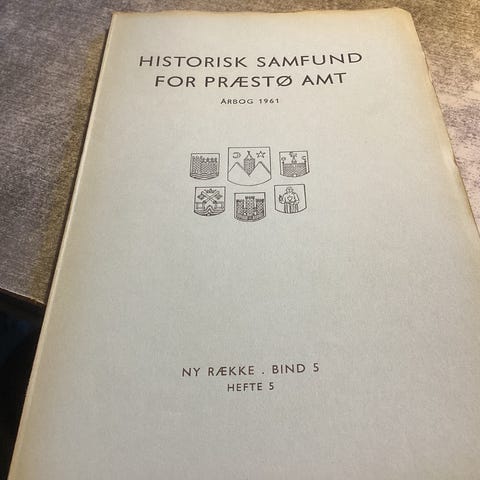 HISTORISK SAMFUND
FOR PRÆSTØ AMT
ÅRBOG 1961
NY RÆKKE . BIND 5
HEFTE 5